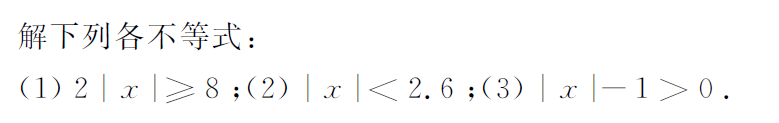 解下列各不等式:
(1) 2 | x | ⩾ 8 ;(2) | x | < 2.6 ;(3) | x | − 1 > 0 .